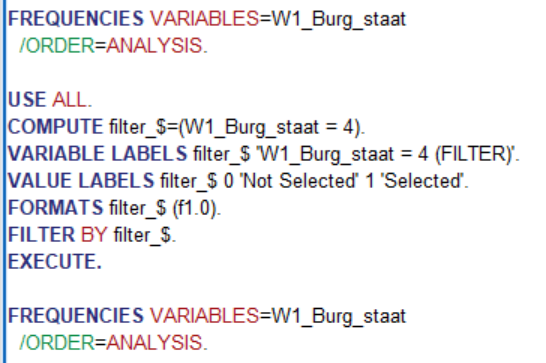 FREQUENCIES VARIABLES=W1_Burg_staat
/ORDER=ANALYSIS.
USE ALL.
COMPUTE filter_$=(W1_Burg_staat = 4).
VARIABLE LABELS filter_$ 'W1_Burg_staat = 4 (FILTER)'.
VALUE LABELS filter_$ 0 'Not Selected' 1 'Selected'.
FORMATS filter_$ (f1.0).
FILTER BY filter_$.
EXECUTE.
FREQUENCIES VARIABLES=W1_Burg_staat
/ORDER=ANALYSIS.